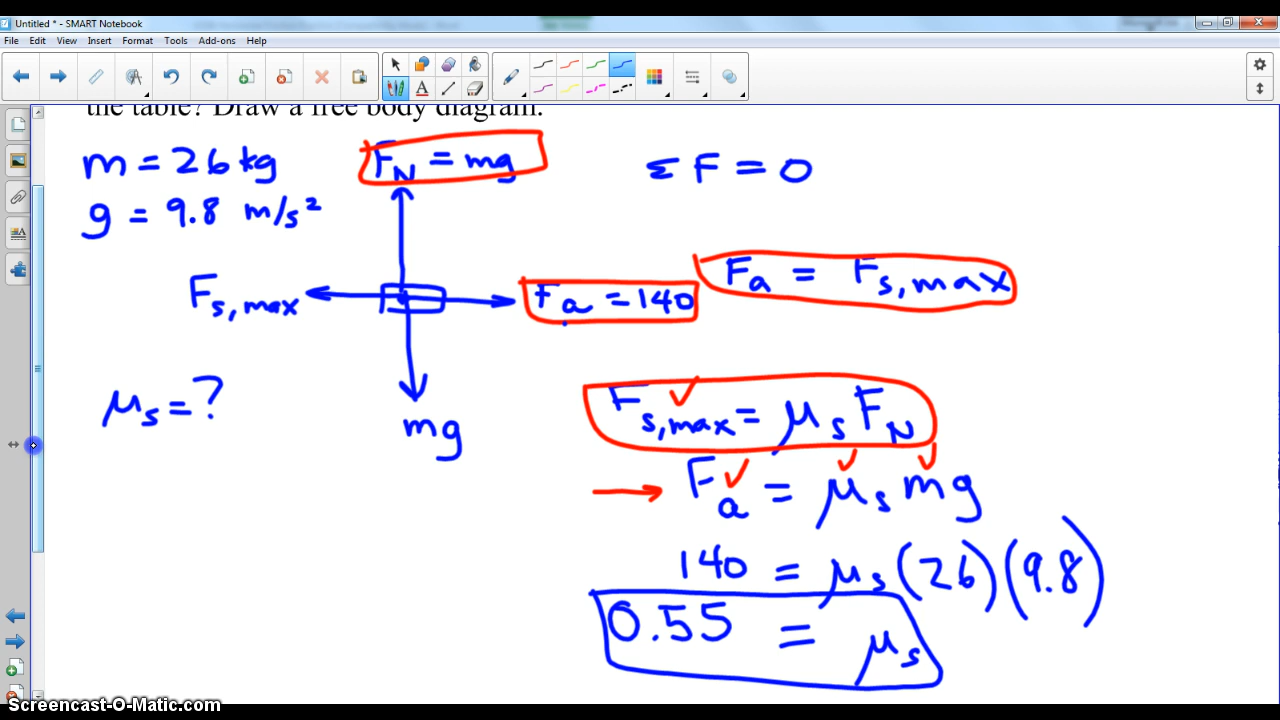 Untitled * - SMART Notebook
File Edit View Insert Format Tools Add-ons Help
the table? Draw a free body diagram.
m = 26 kg
F_N = mg
Σ F = 0
g = 9.8 m/s²
F_s,max
F_a = 140
F_a = F_s,max
μ_s = ?
mg
F_s,max = μ_s F_N
F_a = μ_s mg
140 = μ_s (26)(9.8)
0.55 = μ_s
Screencast-O-Matic.com